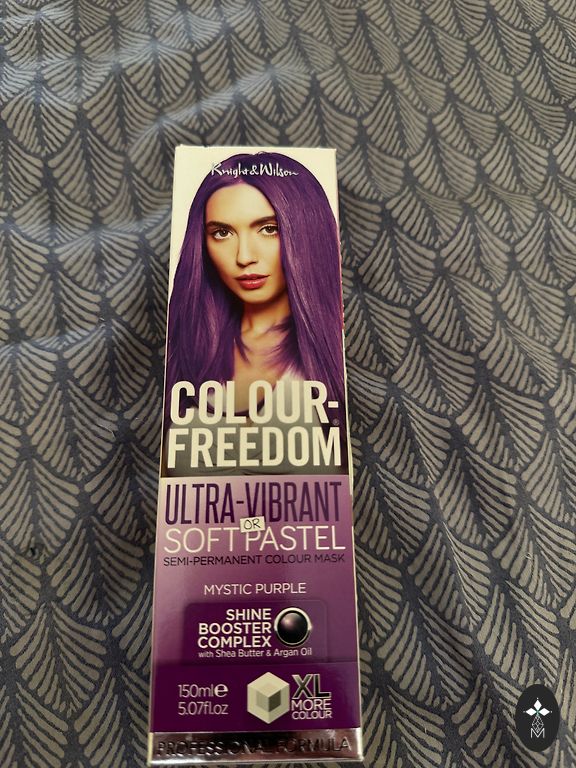 Knight&Wilson
COLOUR-
FREEDOM®
ULTRA-VIBRANT
OR
SOFT PASTEL
SEMI-PERMANENT COLOUR MASK
MYSTIC PURPLE
SHINE
BOOSTER
COMPLEX
with Shea Butter & Argan Oil
150ml℮
5.07fl.oz
XL
MORE
COLOUR
PROFESSIONAL FORMULA